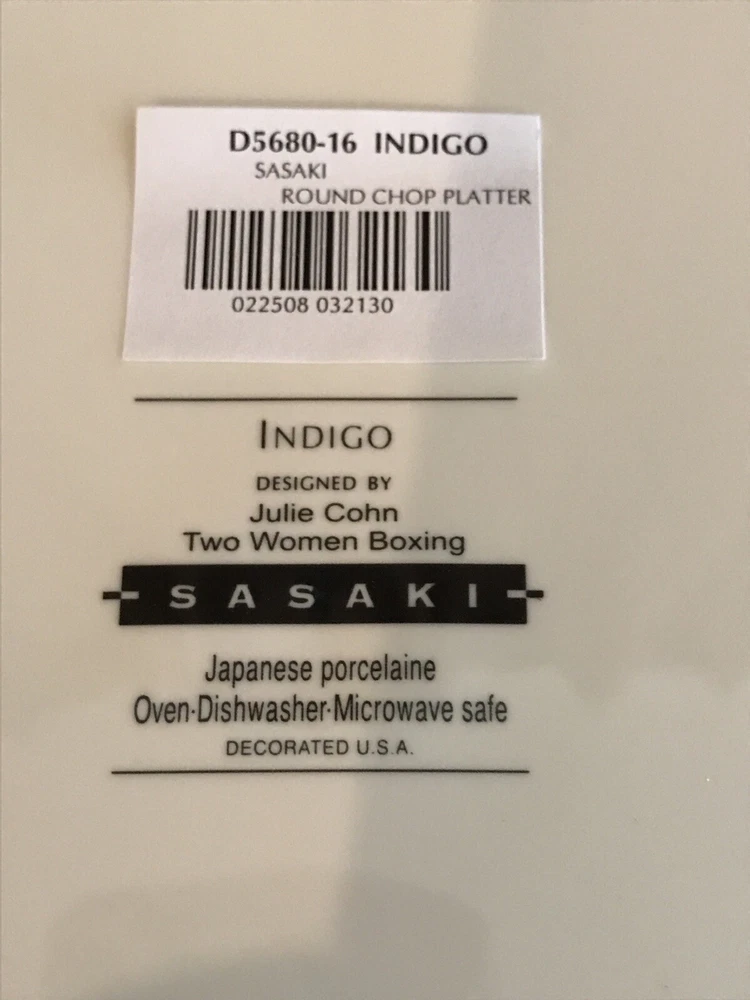 D5680-16 INDIGO
SASAKI
ROUND CHOP PLATTER
022508 032130
INDIGO
DESIGNED BY
Julie Cohn
Two Women Boxing
SASAKI
Japanese porcelaine
Oven·Dishwasher·Microwave safe
DECORATED U.S.A.